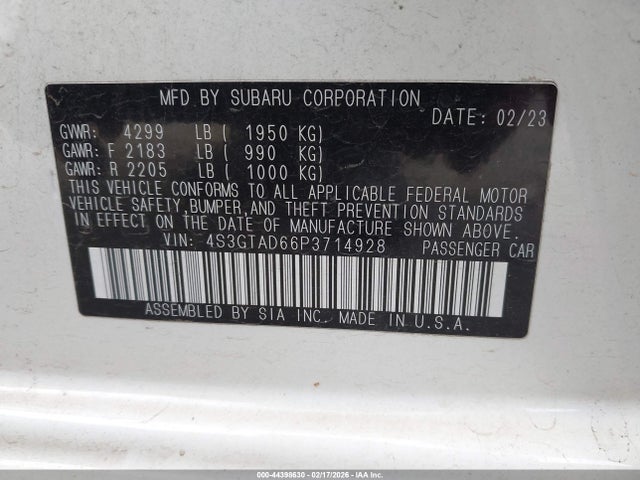 MFD BY SUBARU CORPORATION
DATE: 02/23
GVWR: 4299 LB ( 1950 KG)
GAWR: F 2183 LB ( 990 KG)
GAWR: R 2205 LB ( 1000 KG)
THIS VEHICLE CONFORMS TO ALL APPLICABLE FEDERAL MOTOR
VEHICLE SAFETY,BUMPER,AND THEFT PREVENTION STANDARDS
IN EFFECT ON THE DATE OF MANUFACTURE SHOWN ABOVE.
VIN: 4S3GTAD66P3714928 PASSENGER CAR
ASSEMBLED BY SIA INC. MADE IN U.S.A.
000-44398630 - 02/17/2026 - IAA Inc.